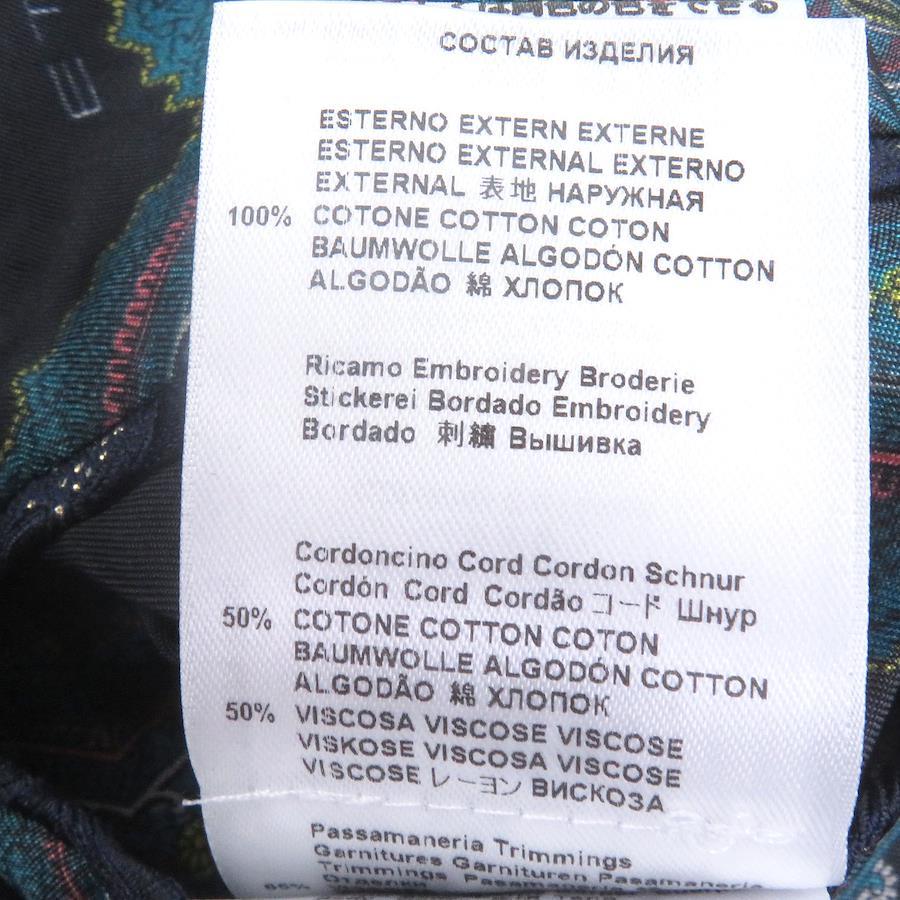 СОСТАВ ИЗДЕЛИЯ
ESTERNO EXTERN EXTERNE
ESTERNO EXTERNAL EXTERNO
EXTERNAL 表地 НАРУЖНАЯ
100% COTONE COTTON COTON
BAUMWOLLE ALGODÓN COTTON
ALGODÃO 綿 ХЛОПОК
Ricamo Embroidery Broderie
Stickerei Bordado Embroidery
Bordado 刺繍 Вышивка
Cordoncino Cord Cordon Schnur
Cordón Cord Cordão コード Шнур
50% COTONE COTTON COTON
BAUMWOLLE ALGODÓN COTTON
ALGODÃO 綿 ХЛОПОК
50% VISCOSA VISCOSE VISCOSE
VISKOSE VISCOSA VISCOSE
VISCOSE レーヨン ВИСКОЗА
Passamaneria Trimmings
Garnitures Garnituren Pasamaneria
Trimmings Passamaneria